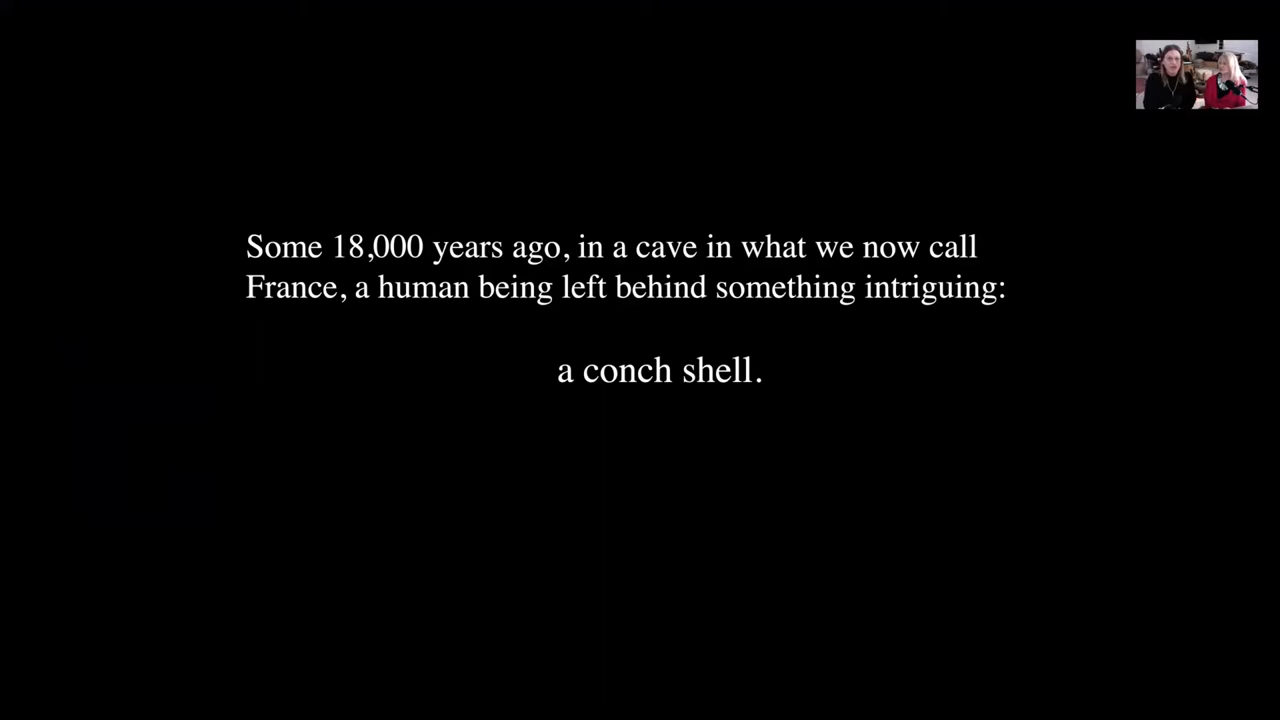 Some 18,000 years ago, in a cave in what we now call
France, a human being left behind something intriguing:
a conch shell.